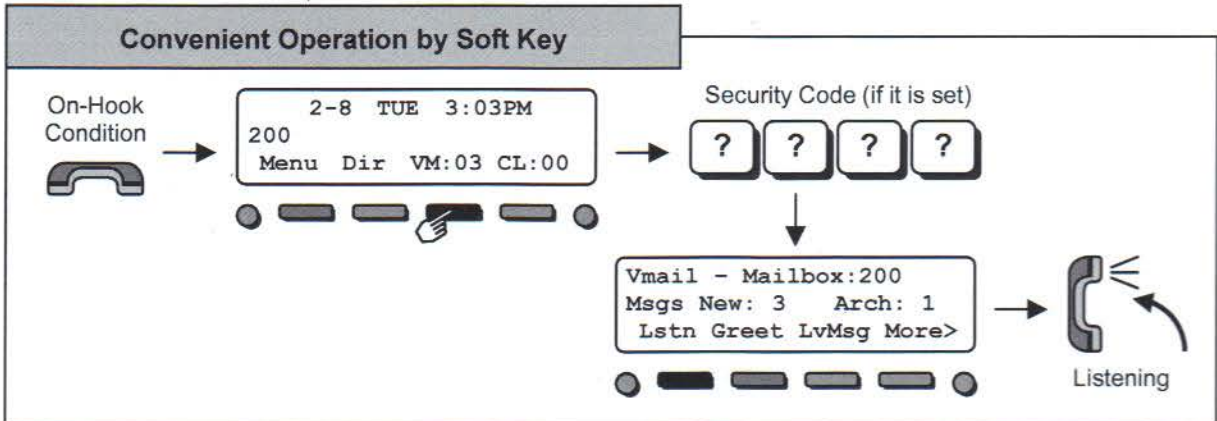 Convenient Operation by Soft Key
On-Hook
Condition
2-8 TUE 3:03PM
200
Menu Dir VM:03 CL:00
Security Code (if it is set)
? ? ? ?
Vmail - Mailbox:200
Msgs New: 3 Arch: 1
Lstn Greet LvMsg More>
Listening